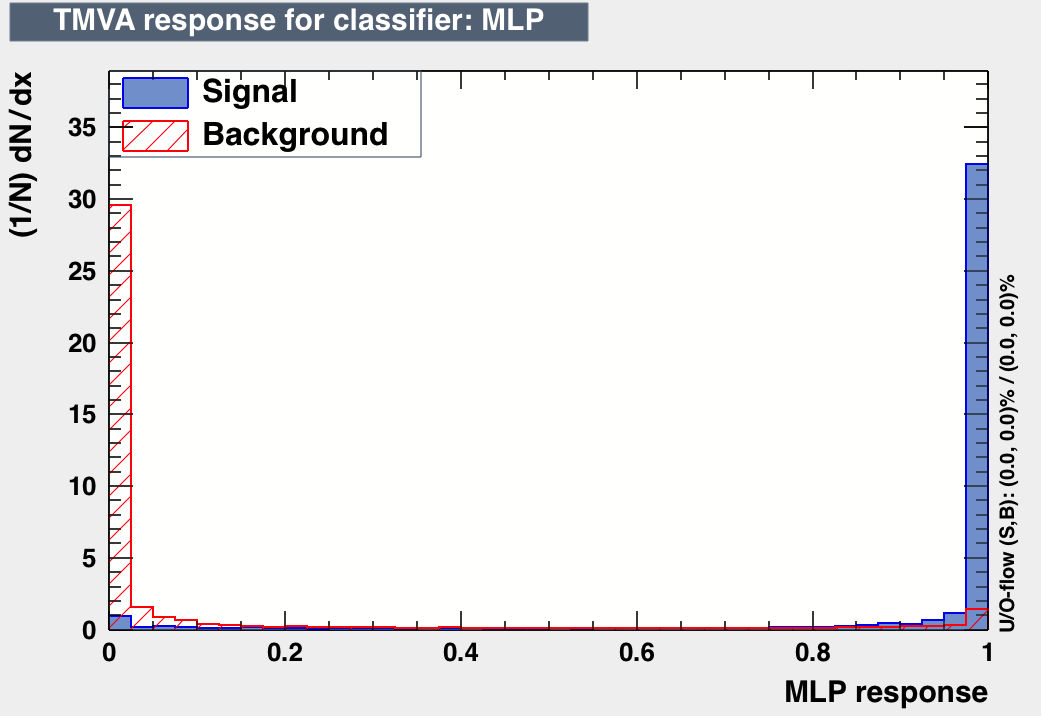 TMVA response for classifier: MLP
(1/N) dN/dx
Signal
Background
35
30
25
20
15
10
5
0
0 0.2 0.4 0.6 0.8 1
MLP response
U/O-flow (S,B): (0.0, 0.0)% / (0.0, 0.0)%